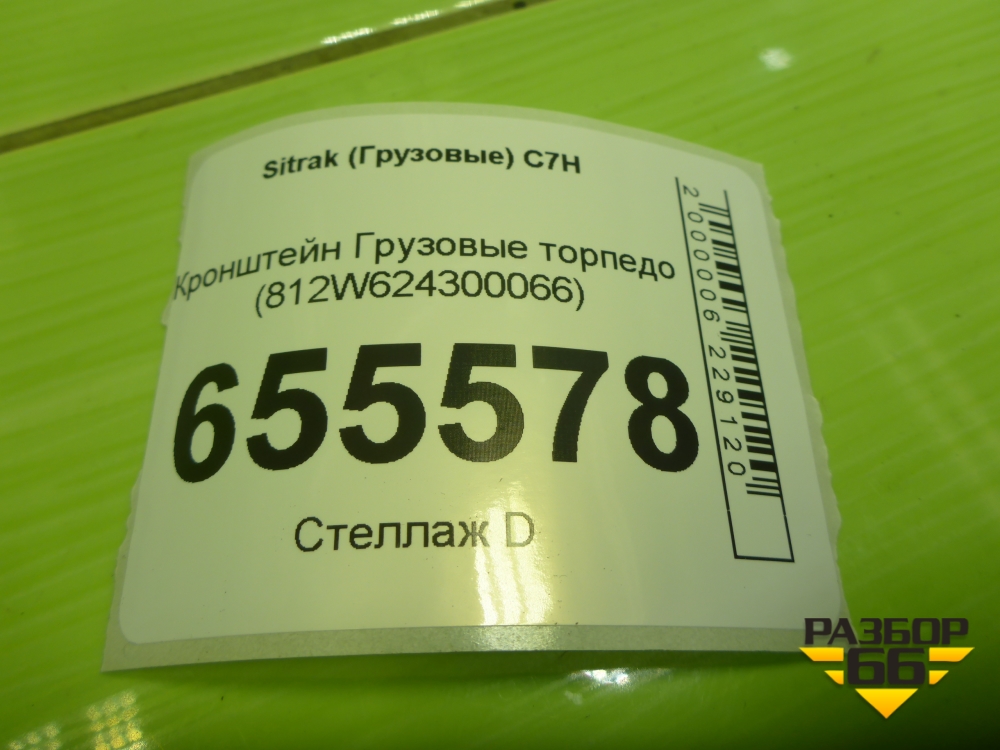 Sitrak (Грузовые) C7H
Кронштейн Грузовые торпедо
(812W624300066)
655578
Стеллаж D
2000006229120
РАЗБОР
66